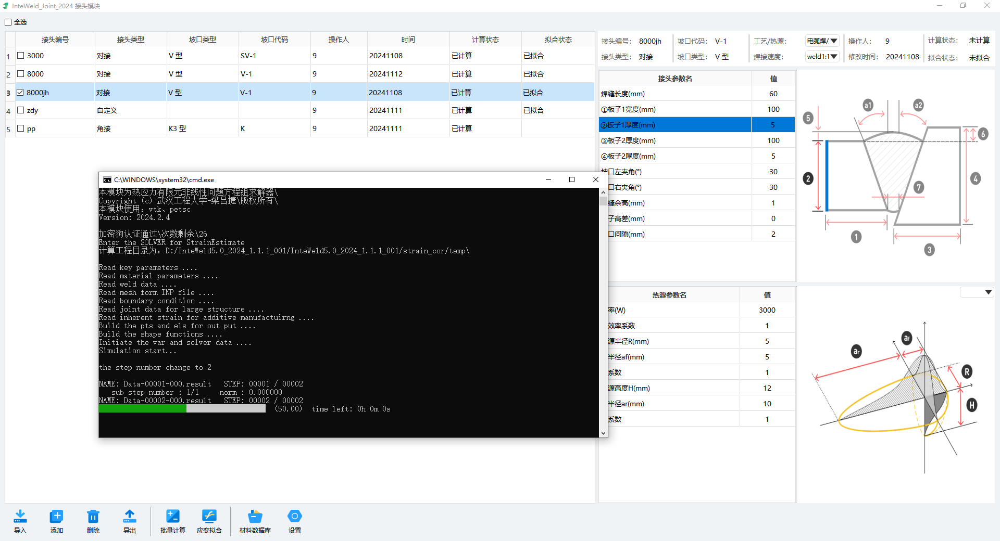 InteWeld_Joint_2024 接头模块
全选
接头编号 接头类型 坡口类型 坡口代码 操作人 时间 计算状态 拟合状态
1 3000 对接 V 型 SV-1 9 20241108 已计算 已拟合
2 8000 对接 V 型 V-1 9 20241112 已计算 已拟合
3 8000jh 对接 V 型 V-1 9 20241108 已计算 已拟合
4 zdy 自定义 9 20241111 已计算 已拟合
5 pp 角接 K3 型 K 9 20241111 已计算
接头编号: 8000jh 坡口代码: V-1 工艺/热源: 电弧焊/ 操作人: 9 计算状态: 未计算
接头类型: 对接 坡口类型: V 型 焊接速度: weld1:1 修改时间: 20241108 拟合状态: 未拟合
接头参数名 值
焊缝长度(mm) 60
①板子1宽度(mm) 100
②板子1厚度(mm) 5
③板子2厚度(mm) 100
④板子2厚度(mm) 5
坡口左夹角(°) 30
口右夹角(°) 30
缝余高(mm) 1
子高差(mm) 0
口间隙(mm) 2
a1 a2
5
6
2
4
7
1
3
C:\WINDOWS\system32\cmd.exe
本模块为热应力有限元非线性问题方程组求解器\
Copyright (c) 武汉工程大学-梁吕捷\版权所有\
本模块使用: vtk、petsc
Version: 2024.2.4
加密狗认证通过\次数剩余\26
Enter the SOLVER for StrainEstimate
计算工程目录为: D:/InteWeld5.0_2024_1.1.1_001/InteWeld5.0_2024_1.1.1_001/strain_cor/temp\
Read key parameters ....
Read material parameters ....
Read weld data ....
Read mesh form INP file ....
Read boundary condition ....
Read joint data for large structure ....
Read inherent strain for additive manufactuirng ....
Build the pts and els for out put ....
Build the shape functions ....
Initiate the var and solver data ....
Simulation start...
the step number change to 2
NAME: Data-00001-000.result STEP: 00001 / 00002
sub step number : 1/1 norm : 0.000000
NAME: Data-00002-000.result STEP: 00002 / 00002
(50.00) time left: 0h 0m 0s
热源参数名 值
率(W) 3000
效率系数 1
源半径R(mm) 5
半径af(mm) 5
系数 1
源高度H(mm) 12
半径ar(mm) 10
系数 1
af
ar
R
H
导入 添加 删除 导出 批量计算 应变拟合 材料数据库 设置